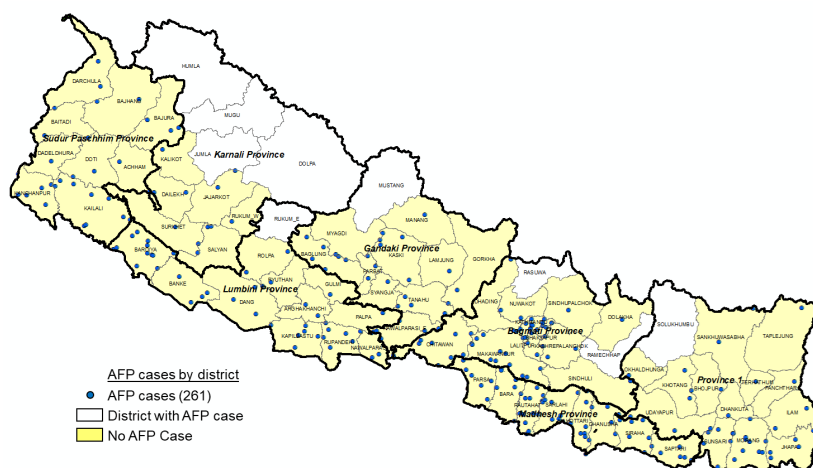 HUMLA
DARCHULA
BAJHANG
MUGU
BAITADI
BAJURA
Sudur Paschhim Province
DADELDHURA
DOTI
ACHHAM
KALIKOT
JUMLA
Karnali Province
DOLPA
KANCHANPUR
KAILALI
DAILEKH
JAJARKOT
MUSTANG
RUKUM_W
RUKUM_E
MANANG
SURKHET
SALYAN
MYAGDI
Gandaki Province
BARDIYA
ROLPA
BAGLUNG
KASKI
GORKHA
PARBAT
LAMJUNG
RASUWA
BANKE
PYUTHAN
Lumbini Province
GULMI
SYANGJA
DANG
TANAHU
DHADING
NUWAKOT
SINDHUPALCHOK
SOLUKHUMBU
ARGHAKHANCHI
PALPA
DOLAKHA
SANKHUWASABHA
TAPLEJUNG
KAPILBASTU
RUPANDEHI
NAWALPARASI_E
Bagmati Province
CHITAWAN
MAKAWANPUR
RAMECHHAP
OKHALDHUNGA
KHOTANG
BHOJPUR
Province 1
PANCHTHAR
PARSA
BARA
SINDHULI
UDAYAPUR
DHANKUTA
ILAM
RAUTAHAT
SARLAHI
Madhesh Province
DHANUSHA
SIRAHA
SAPTARI
SUNSARI
MORANG
JHAPA
AFP cases by district
AFP cases (261)
District with AFP case
No AFP Case